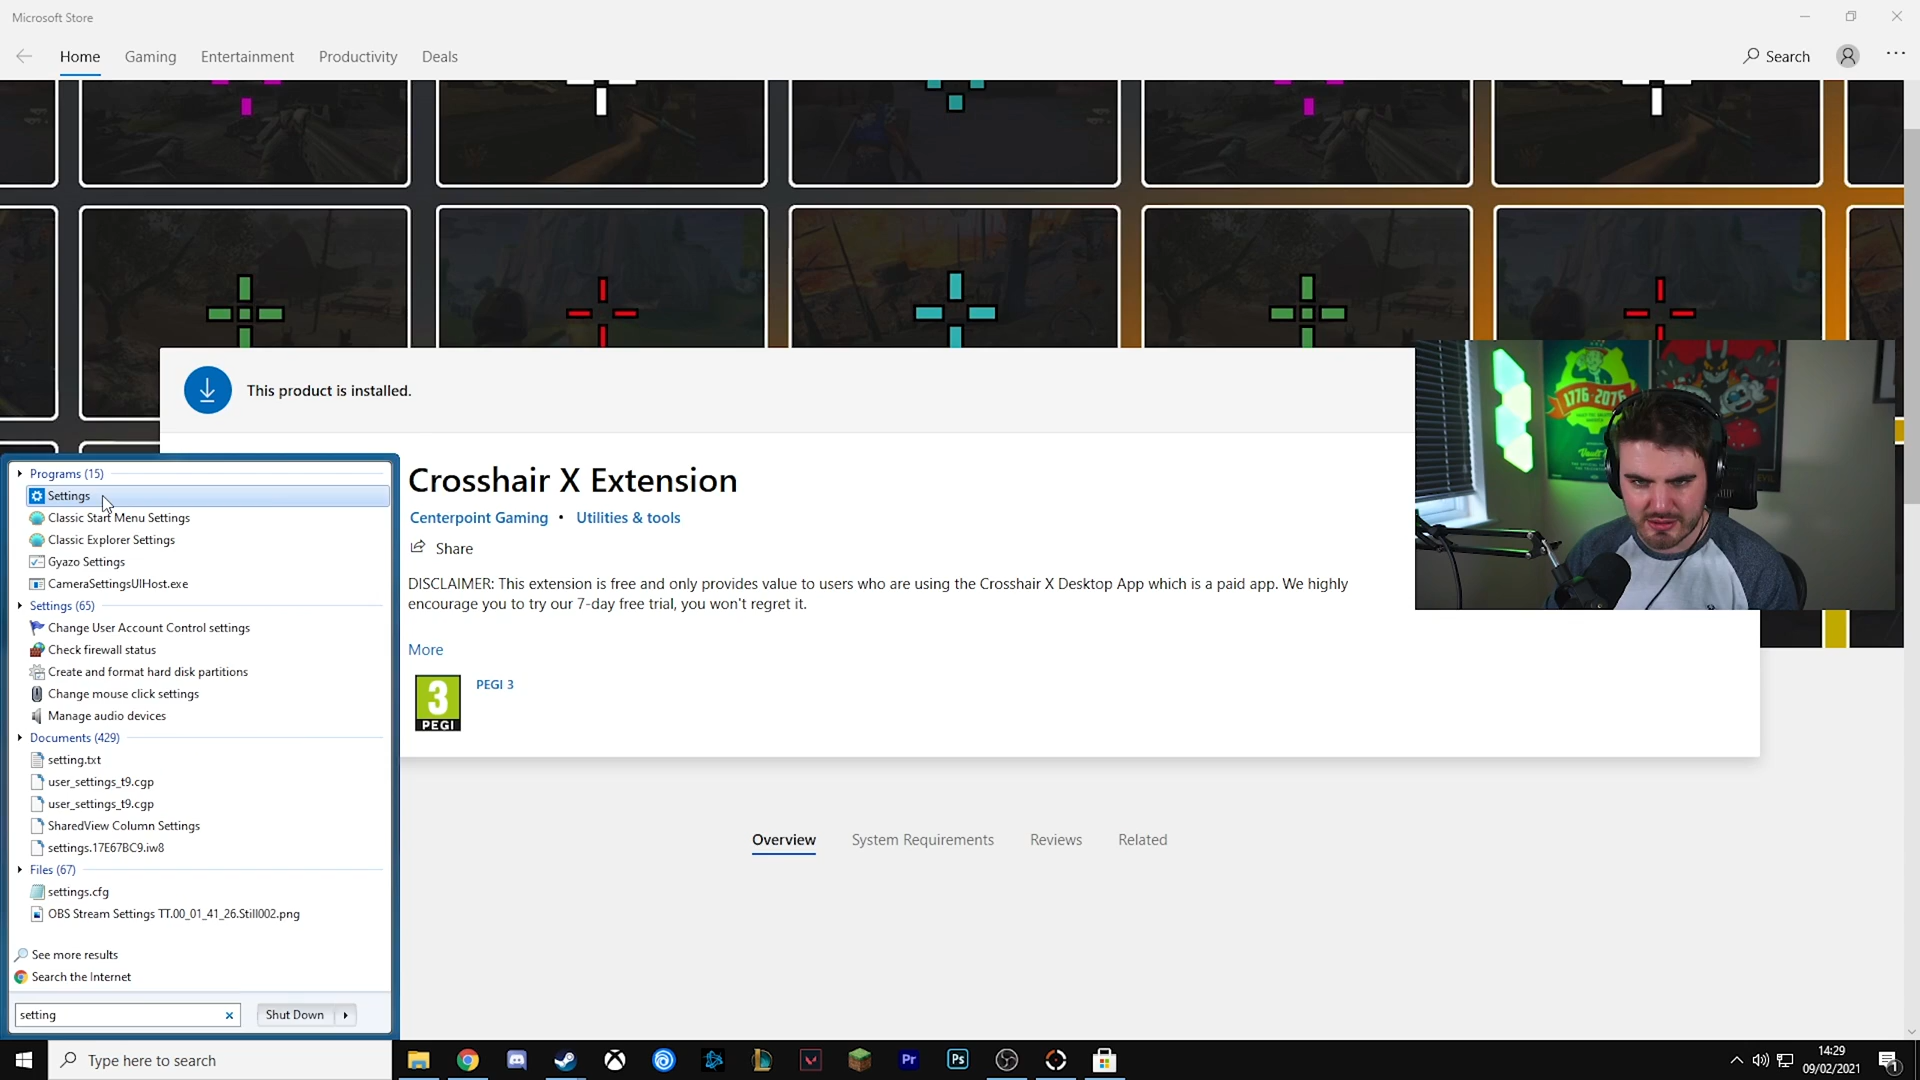 Microsoft Store
Home
Gaming
Entertainment
Productivity
Deals
Search
This product is installed.
Crosshair X Extension
Centerpoint Gaming • Utilities & tools
Share
DISCLAIMER: This extension is free and only provides value to users who are using the Crosshair X Desktop App which is a paid app. We highly
encourage you to try our 7-day free trial, you won't regret it.
More
3
PEGI
PEGI 3
Overview
System Requirements
Reviews
Related
1776-2076
Programs (15)
Settings
Classic Start Menu Settings
Classic Explorer Settings
Gyazo Settings
CameraSettingsUIHost.exe
Settings (65)
Change User Account Control settings
Check firewall status
Create and format hard disk partitions
Change mouse click settings
Manage audio devices
Documents (429)
setting.txt
user_settings_t9.cgp
user_settings_t9.cgp
SharedView Column Settings
settings.17E67BC9.iw8
Files (67)
settings.cfg
OBS Stream Settings TT.00_01_41_26.Still002.png
See more results
Search the Internet
setting
Shut Down
Type here to search
Pr
Ps
14:29
09/02/2021
1